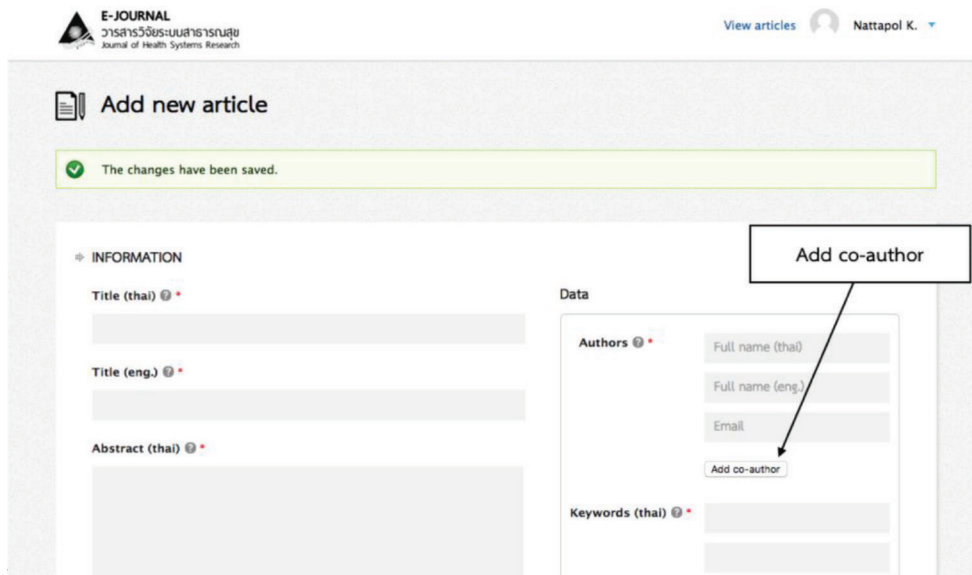 E-JOURNAL
วารสารวิจัยระบบสาธารณสุข
Journal of Health Systems Research
View articles
Nattapol K.
Add new article
The changes have been saved.
INFORMATION
Add co-author
Title (thai) ? *
Data
Authors ? *
Full name (thai)
Title (eng.) ? *
Full name (eng.)
Email
Abstract (thai) ? *
Add co-author
Keywords (thai) ? *